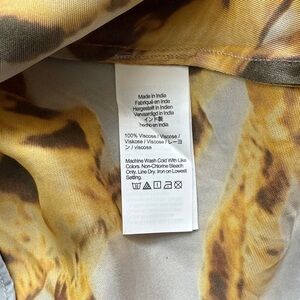 Made in India
Fabriqué en Inde
Hergestellt in Indien
Vervaardigd in India
インド製
hecho en India
100% Viscose / Viscose /
Viskose / Viscose / レーヨ
ン / viscosa
Machine Wash Cold With Like
Colors. Non-Chlorine Bleach
Only. Line Dry. Iron on Lowest
Setting.